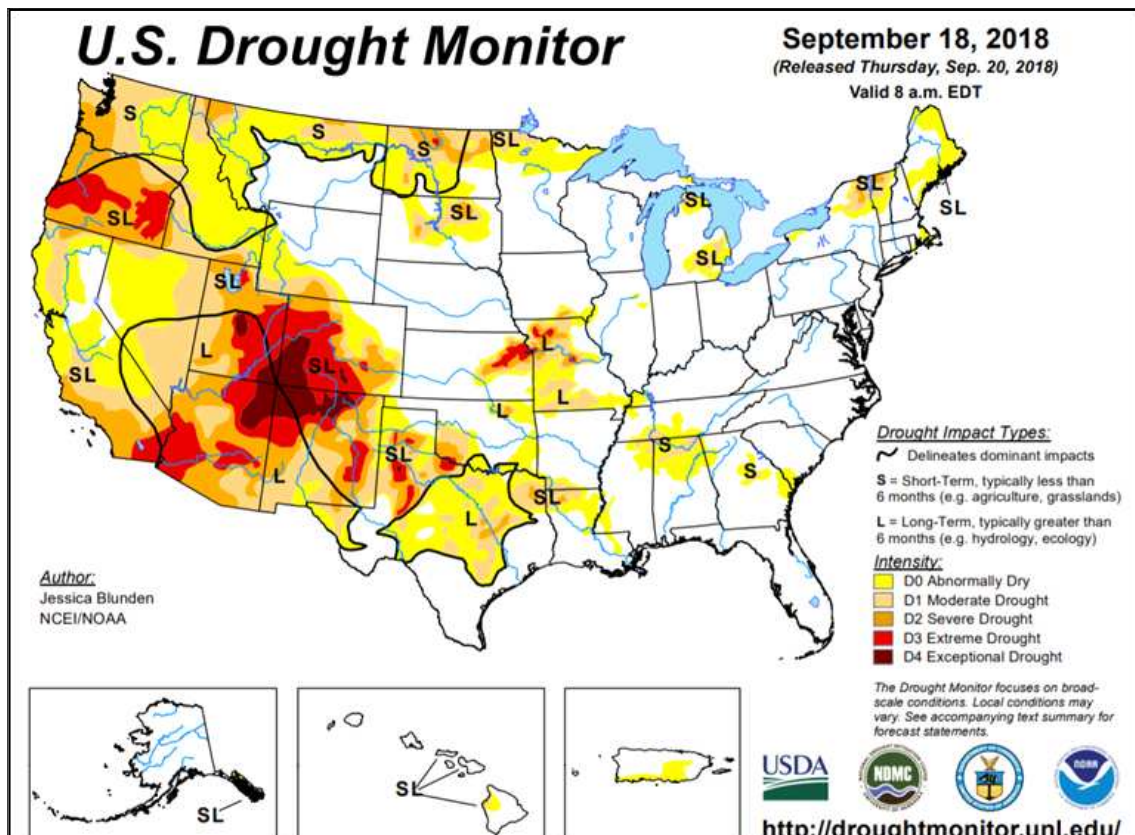 U.S. Drought Monitor
September 18, 2018
(Released Thursday, Sep. 20, 2018)
Valid 8 a.m. EDT
S
S
S
SL
SL
SL
SL
SL
SL
SL
SL
SL
L
SL
L
SL
L
L
L
SL
L
SL
S
S
Drought Impact Types:
Delineates dominant impacts
S = Short-Term, typically less than
6 months (e.g. agriculture, grasslands)
L = Long-Term, typically greater than
6 months (e.g. hydrology, ecology)
Intensity:
D0 Abnormally Dry
D1 Moderate Drought
D2 Severe Drought
D3 Extreme Drought
D4 Exceptional Drought
Author:
Jessica Blunden
NCEI/NOAA
The Drought Monitor focuses on broad-
scale conditions. Local conditions may
vary. See accompanying text summary for
forecast statements.
SL
SL
USDA
NDMC
NOAA
http://droughtmonitor.unl.edu/